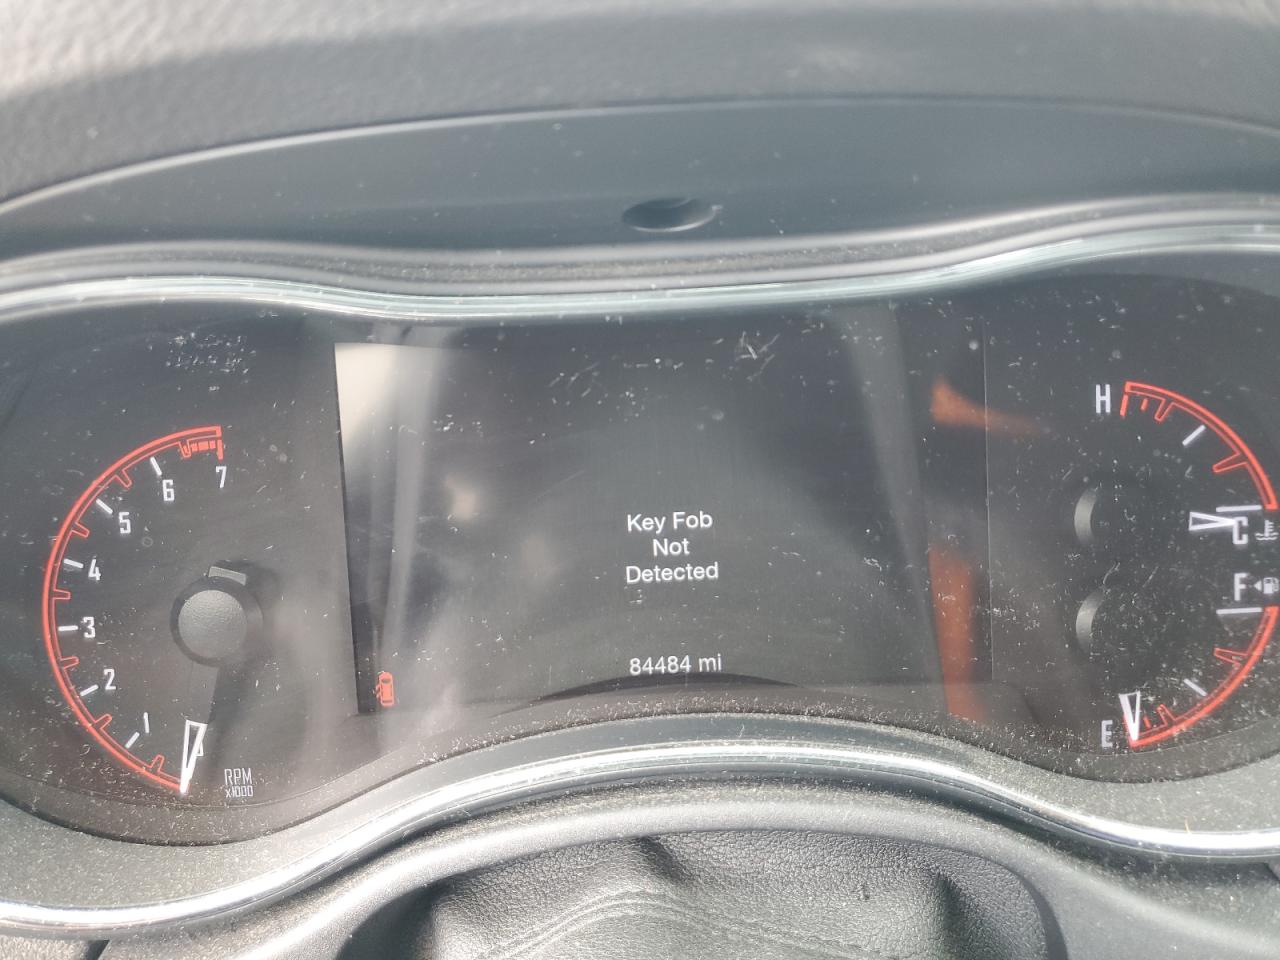 H
7
6
5
4
3
2
1
RPM
x1000
Key Fob
Not
Detected
84484 mi
C
F
E